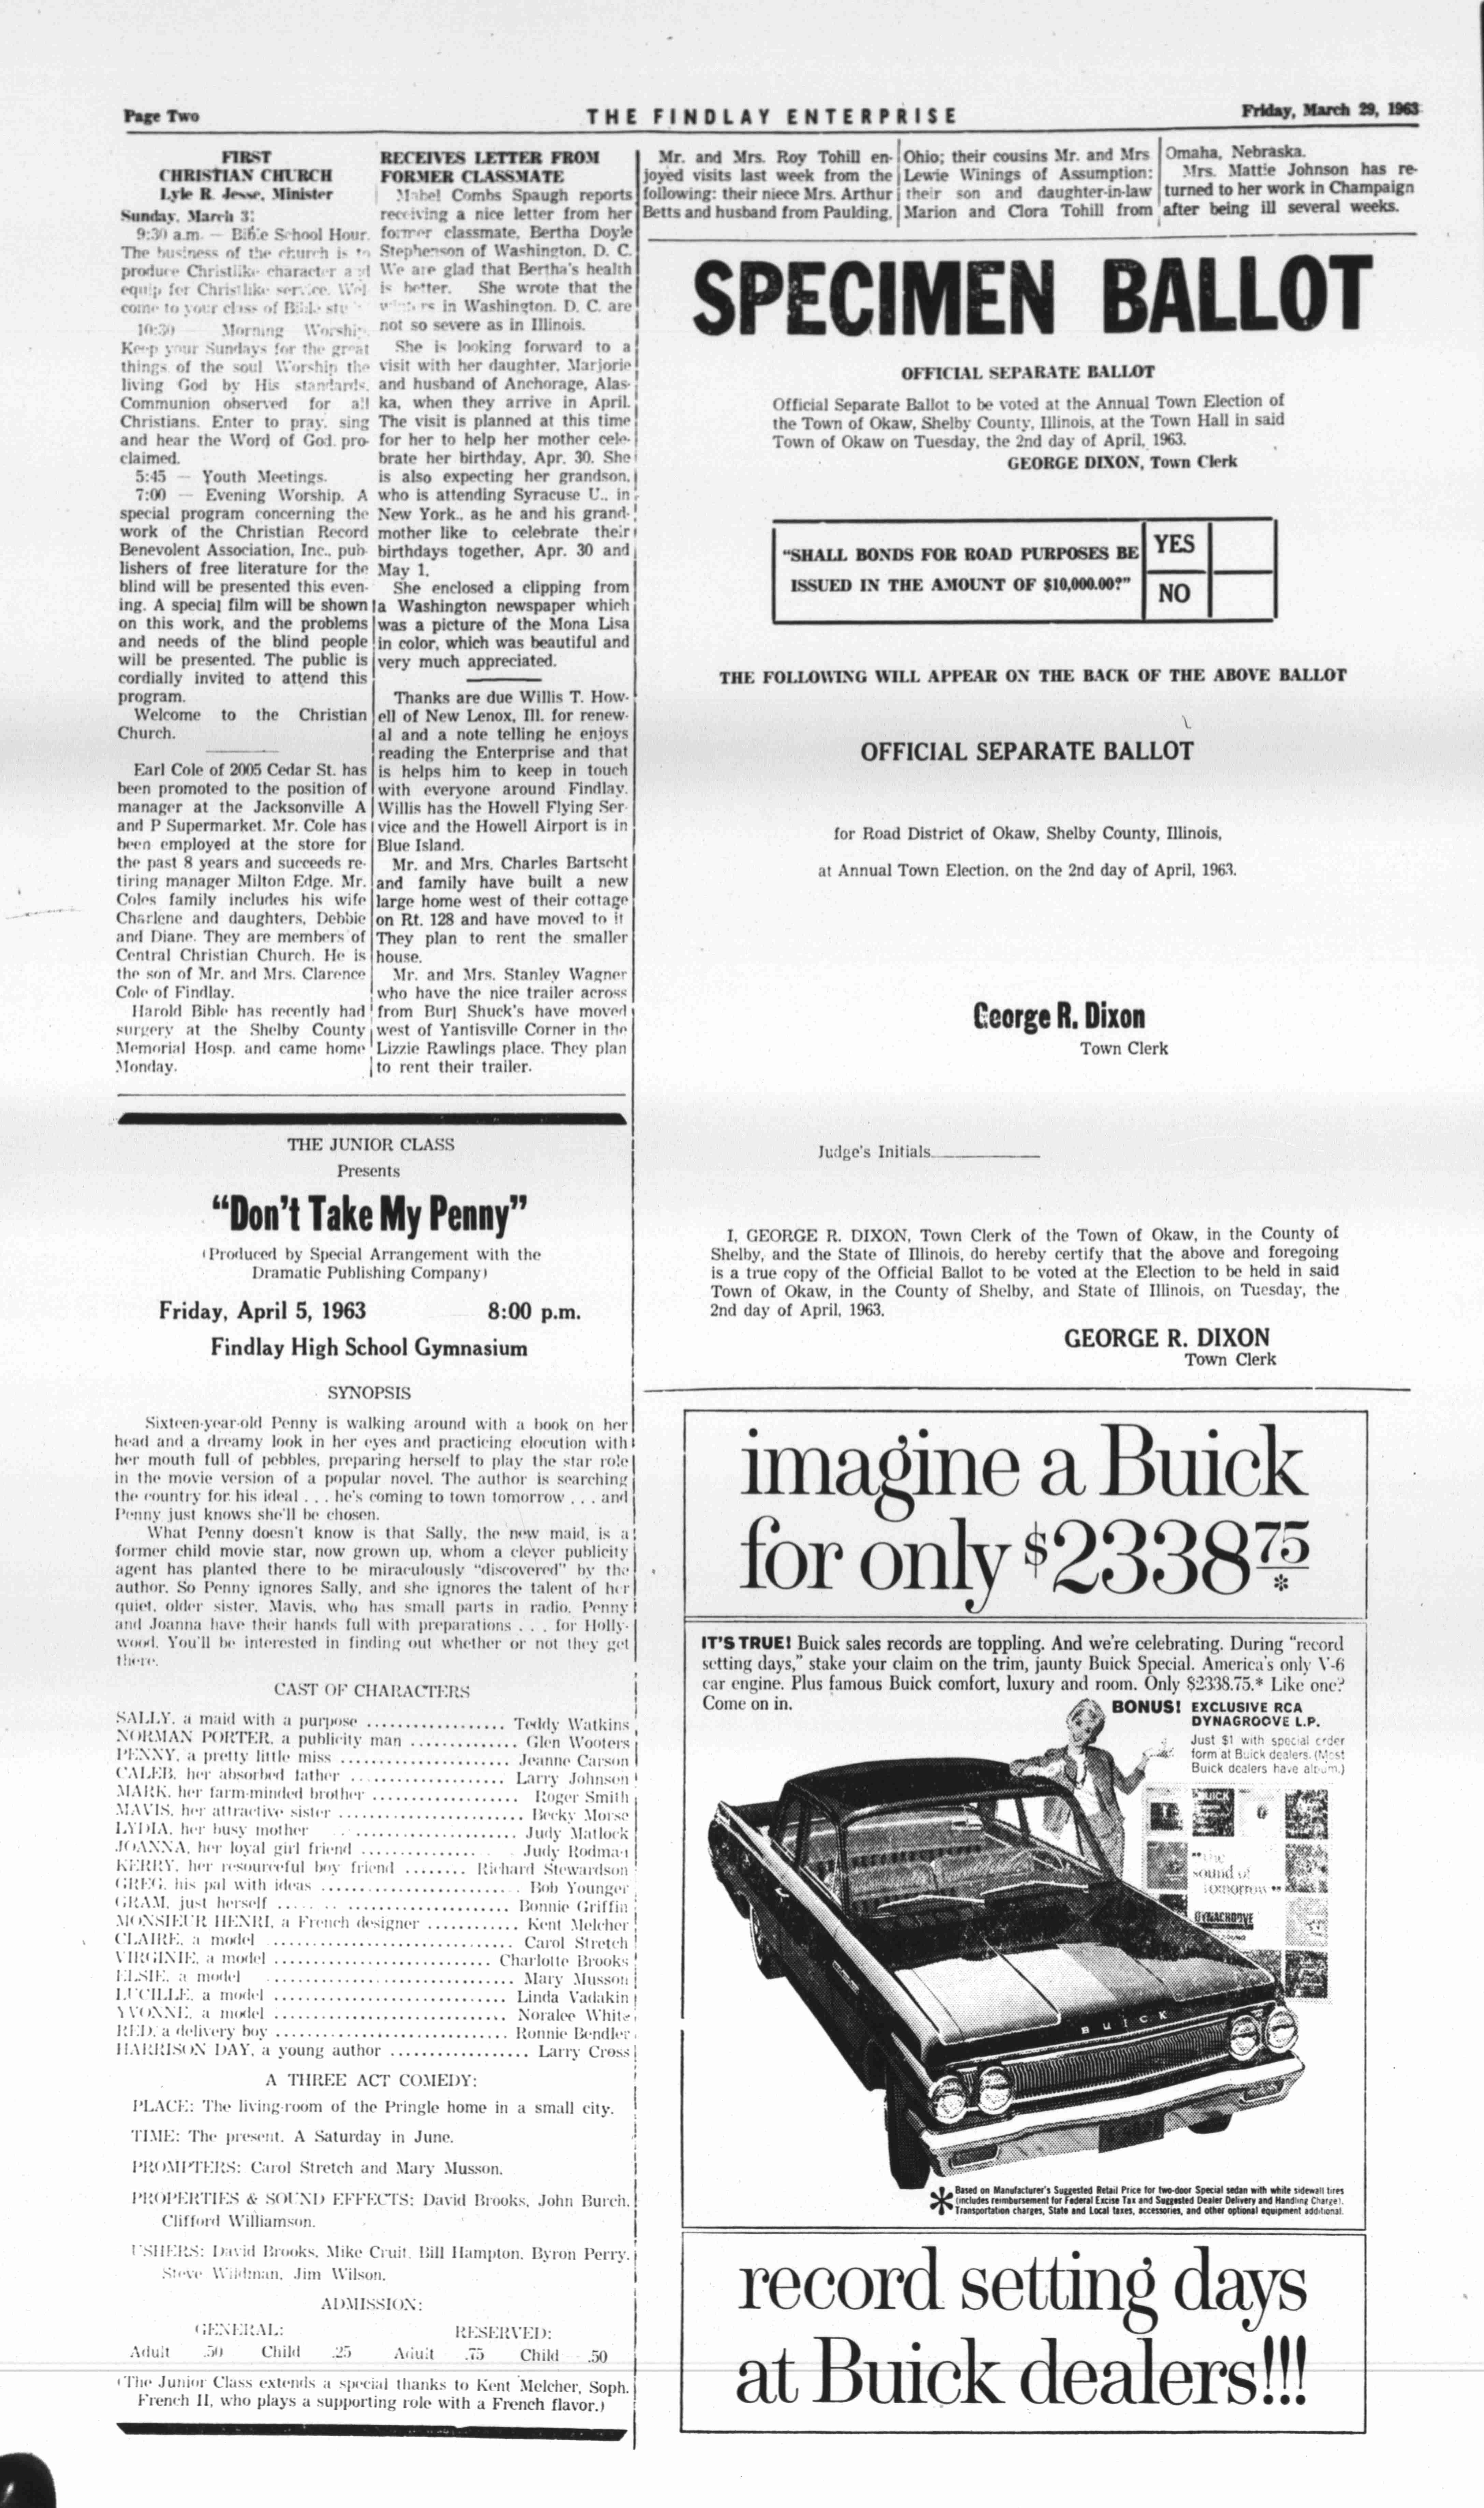 Page Two
THE FINDLAY ENTERPRISE
Friday, March 29, 1963
FIRST
CHRISTIAN CHURCH
Lyle R. Jesse, Minister
Sunday, March 3:
9:30 a.m. — Bible School Hour.
The business of the church is to
produce Christlike character and
equip for Christlike service. Wel
come to your class of Bible
10:30 Morning Worship.
Keep your Sundays for the great
things of the soul Worship the
living God by His standards.
Communion observed for all
Christians. Enter to pray, sing
and hear the Word of God pro-
claimed.
5:45 — Youth Meetings.
7:00 — Evening Worship. A
special program concerning the
work of the Christian Record
Benevolent Association, Inc., pub-
lishers of free literature for the
blind will be presented this even-
ing. A special film will be shown
on this work, and the problems
and needs of the blind people
will be presented. The public is
cordially invited to attend this
program.
Welcome to the Christian
Church.
Earl Cole of 2005 Cedar St. has
been promoted to the position of
manager at the Jacksonville A
and P Supermarket. Mr. Cole has
been employed at the store for
the past 8 years and succeeds re-
tiring manager Milton Edge. Mr.
Coles family includes his wife
Charlene and daughters, Debbie
and Diane. They are members of
Central Christian Church. He is
the son of Mr. and Mrs. Clarence
Cole of Findlay.
Harold Bible has recently had
surgery at the Shelby County
Memorial Hosp. and came home
Monday.
RECEIVES LETTER FROM
FORMER CLASSMATE
Mabel Combs Spaugh reports
receiving a nice letter from her
former classmate, Bertha Doyle
Stephenson of Washington, D. C.
We are glad that Bertha's health
is better. She wrote that the
winters in Washington, D. C. are
not so severe as in Illinois.
She is looking forward to a
visit with her daughter, Marjorie
and husband of Anchorage, Alas-
ka, when they arrive in April.
The visit is planned at this time
for her to help her mother cele-
brate her birthday, Apr. 30. She
is also expecting her grandson,
who is attending Syracuse U., in
New York., as he and his grand-
mother like to celebrate their
birthdays together, Apr. 30 and
May 1.
She enclosed a clipping from
a Washington newspaper which
was a picture of the Mona Lisa
in color, which was beautiful and
very much appreciated.
Thanks are due Willis T. How-
ell of New Lenox, Ill. for renew-
al and a note telling he enjoys
reading the Enterprise and that
is helps him to keep in touch
with everyone around Findlay.
Willis has the Howell Flying Ser-
vice and the Howell Airport is in
Blue Island.
Mr. and Mrs. Charles Bartscht
and family have built a new
large home west of their cottage
on Rt. 128 and have moved to it
They plan to rent the smaller
house.
Mr. and Mrs. Stanley Wagner
who have the nice trailer across
from Burl Shuck's have moved
west of Yantisville Corner in the
Lizzie Rawlings place. They plan
to rent their trailer.
Mr. and Mrs. Roy Tohill en-
joyed visits last week from the
following: their niece Mrs. Arthur
Betts and husband from Paulding,
Ohio; their cousins Mr. and Mrs
Lewie Winings of Assumption;
their son and daughter-in-law
Marion and Clora Tohill from
Omaha, Nebraska.
Mrs. Mattie Johnson has re-
turned to her work in Champaign
after being ill several weeks.
SPECIMEN BALLOT
OFFICIAL SEPARATE BALLOT
Official Separate Ballot to be voted at the Annual Town Election of
the Town of Okaw, Shelby County, Illinois, at the Town Hall in said
Town of Okaw on Tuesday, the 2nd day of April, 1963.
GEORGE DIXON, Town Clerk
"SHALL BONDS FOR ROAD PURPOSES BE
ISSUED IN THE AMOUNT OF $10,000.00?"
YES
NO
THE FOLLOWING WILL APPEAR ON THE BACK OF THE ABOVE BALLOT
OFFICIAL SEPARATE BALLOT
for Road District of Okaw, Shelby County, Illinois,
at Annual Town Election, on the 2nd day of April, 1963.
George R. Dixon
Town Clerk
Judge's Initials
I, GEORGE R. DIXON, Town Clerk of the Town of Okaw, in the County of
Shelby, and the State of Illinois, do hereby certify that the above and foregoing
is a true copy of the Official Ballot to be voted at the Election to be held in said
Town of Okaw, in the County of Shelby, and State of Illinois, on Tuesday, the
2nd day of April, 1963.
GEORGE R. DIXON
Town Clerk
THE JUNIOR CLASS
Presents
"Don't Take My Penny"
(Produced by Special Arrangement with the
Dramatic Publishing Company)
Friday, April 5, 1963 8:00 p.m.
Findlay High School Gymnasium
SYNOPSIS
Sixteen-year-old Penny is walking around with a book on her
head and a dreamy look in her eyes and practicing elocution with
her mouth full of pebbles, preparing herself to play the star role
in the movie version of a popular novel. The author is searching
the country for his ideal . . . he's coming to town tomorrow . . . and
Penny just knows she'll be chosen.
What Penny doesn't know is that Sally, the new maid, is a
former child movie star, now grown up, whom a clever publicity
agent has planted there to be miraculously "discovered" by the
author. So Penny ignores Sally, and she ignores the talent of her
quiet, older sister, Mavis, who has small parts in radio. Penny
and Joanna have their hands full with preparations . . . for Holly-
wood. You'll be interested in finding out whether or not they get
there.
CAST OF CHARACTERS
SALLY, a maid with a purpose .................. Teddy Watkins
NORMAN PORTER, a publicity man .............. Glen Wooters
PENNY, a pretty little miss ...................... Jeanne Carson
CALEB, her absorbed father .................... Larry Johnson
MARK, her farm-minded brother ................... Roger Smith
MAVIS, her attractive sister ........................ Becky Morse
LYDIA, her busy mother ..................... Judy Matlock
JOANNA, her loyal girl friend ................ Judy Rodman
KERRY, her resourceful boy friend ........ Richard Stewardson
GREG, his pal with ideas .......................... Bob Younger
GRAM, just herself ............................ Bonnie Griffin
MONSIEUR HENRI, a French designer ............ Kent Melcher
CLAIRE, a model ............................... Carol Stretch
VIRGINIE, a model ............................ Charlotte Brooks
ELSIE, a model ................................ Mary Musson
LUCILLE, a model .............................. Linda Vadakin
YVONNE, a model .............................. Noralee White
RED, a delivery boy .............................. Ronnie Bendler
HARRISON DAY, a young author .................. Larry Cross
A THREE ACT COMEDY:
PLACE: The living-room of the Pringle home in a small city.
TIME: The present. A Saturday in June.
PROMPTERS: Carol Stretch and Mary Musson.
PROPERTIES & SOUND EFFECTS: David Brooks, John Burch,
Clifford Williamson.
USHERS: David Brooks, Mike Cruit, Bill Hampton, Byron Perry,
Steve Wildman, Jim Wilson.
ADMISSION:
GENERAL: RESERVED:
Adult .50 Child .25 Adult .75 Child .50
(The Junior Class extends a special thanks to Kent Melcher, Soph.
French II, who plays a supporting role with a French flavor.)
imagine a Buick
for only $2338 75*
IT'S TRUE! Buick sales records are toppling. And we're celebrating. During "record
setting days," stake your claim on the trim, jaunty Buick Special. America's only V-6
car engine. Plus famous Buick comfort, luxury and room. Only $2338.75.* Like one?
Come on in.
BONUS! EXCLUSIVE RCA
DYNAGROOVE L.P.
Just $1 with special order
form at Buick dealers. (Most
Buick dealers have album.)
BUICK
"the
sound of
tomorrow"
DYNAGROOVE
BUICK
* Based on Manufacturer's Suggested Retail Price for two-door Special sedan with white sidewall tires
(includes reimbursement for Federal Excise Tax and Suggested Dealer Delivery and Handling Charge).
Transportation charges, State and Local taxes, accessories, and other optional equipment additional.
record setting days
at Buick dealers!!!